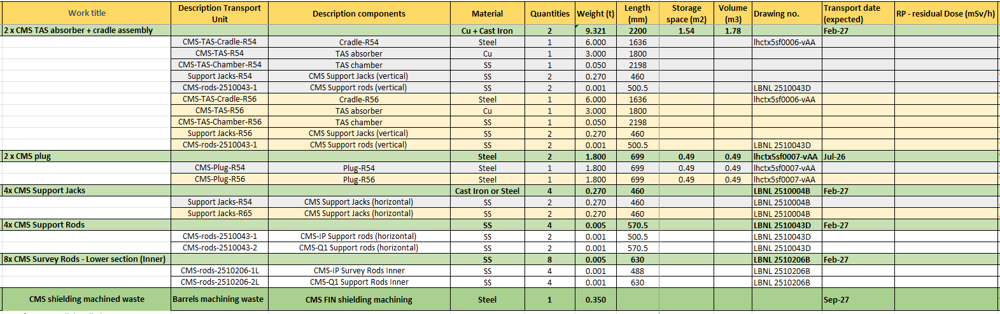 Work title Description Transport Unit Description components Material Quantities Weight (t) Length (mm) Storage space (m2) Volume (m3) Drawing no. Transport date (expected) RP - residual Dose (mSv/h)
2 x CMS TAS absorber + cradle assembly Cu + Cast Iron 2 9.321 2200 1.54 1.78 Feb-27
CMS-TAS-Cradle-R54 Cradle-R54 Steel 1 6.000 1636 lhctx5sf0006-vAA
CMS-TAS-R54 TAS absorber Cu 1 3.000 1800
CMS-TAS-Chamber-R54 TAS chamber SS 1 0.050 2198
Support Jacks-R54 CMS Support Jacks (vertical) SS 2 0.270 460
CMS-rods-2510043-1 CMS Support rods (vertical) SS 2 0.001 500.5 LBNL 2510043D
CMS-TAS-Cradle-R56 Cradle-R56 Steel 1 6.000 1636 lhctx5sf0006-vAA
CMS-TAS-R56 TAS absorber Cu 1 3.000 1800
CMS-TAS-Chamber-R56 TAS chamber SS 1 0.050 2198
Support Jacks-R56 CMS Support Jacks (vertical) SS 2 0.270 460
CMS-rods-2510043-1 CMS Support rods (vertical) SS 2 0.001 500.5 LBNL 2510043D
2 x CMS plug Steel 2 1.800 699 0.49 0.49 lhctx5sf0007-vAA Jul-26
CMS-Plug-R54 Plug-R54 Steel 1 1.800 699 0.49 0.49 lhctx5sf0007-vAA
CMS-Plug-R56 Plug-R56 Steel 1 1.800 699 0.49 0.49 lhctx5sf0007-vAA
4x CMS Support Jacks Cast Iron or Steel 4 0.270 460 LBNL 2510004B Feb-27
Support Jacks-R54 CMS Support Jacks (horizontal) SS 2 0.270 460 LBNL 2510004B
Support Jacks-R65 CMS Support Jacks (horizontal) SS 2 0.270 460 LBNL 2510004B
4x CMS Support Rods SS 4 0.005 570.5 LBNL 2510043D Feb-27
CMS-rods-2510043-1 CMS-IP Support rods (horizontal) SS 2 0.001 500.5 LBNL 2510043D
CMS-rods-2510043-2 CMS-Q1 Support rods (horizontal) SS 2 0.001 570.5 LBNL 2510043D
8x CMS Survey Rods - Lower section (Inner) SS 8 0.005 630 LBNL 2510206B Feb-27
CMS-rods-2510206-1L CMS-IP Survey Rods Inner SS 4 0.001 488 LBNL 2510206B
CMS-rods-2510206-2L CMS-Q1 Support Rods Inner SS 4 0.001 630 LBNL 2510206B
CMS shielding machined waste Barrels machining waste CMS FIN shielding machining Steel 1 0.350 Sep-27